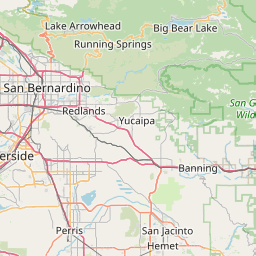 Lake Arrowhead
Big Bear Lake
Running Springs
San Bernardino
Redlands
Yucaipa
San G
Wild
erside
Banning
Perris
San Jacinto
Hemet